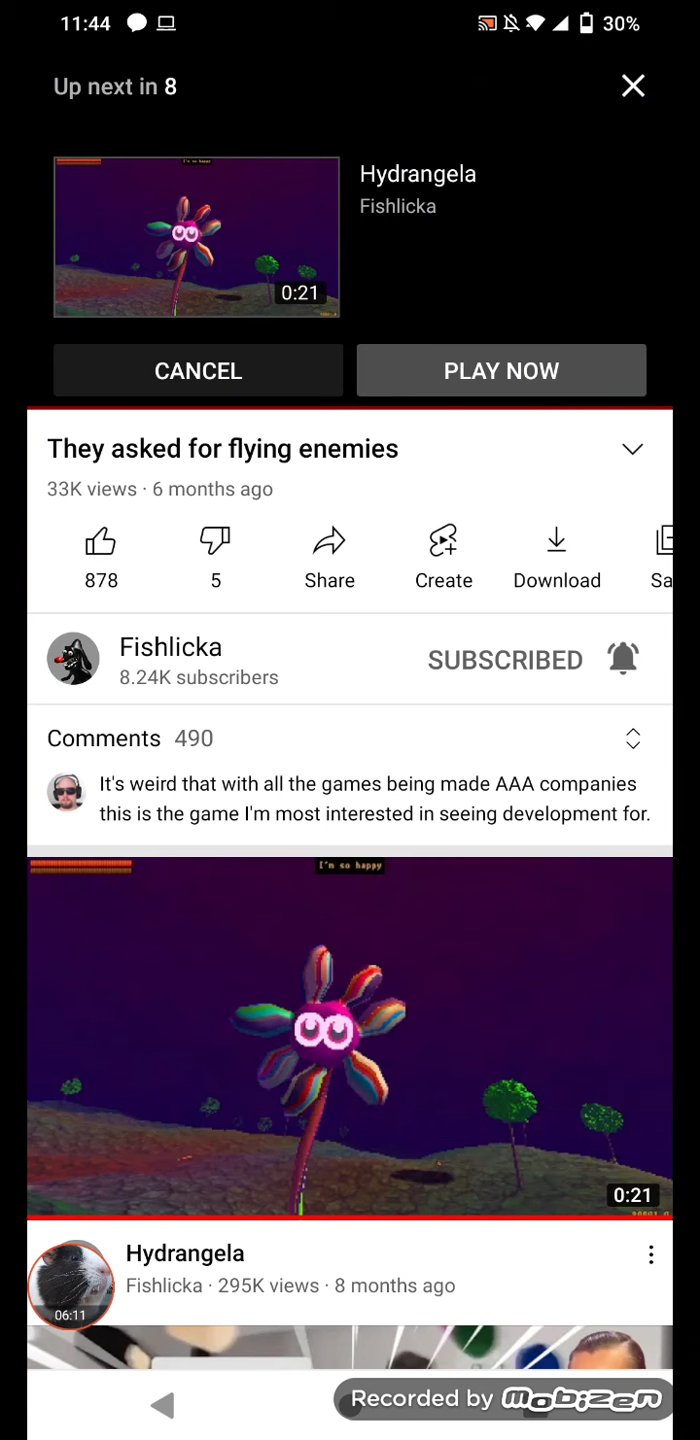 11:44
30%
Up next in 8
I'm so happy
0:21
Hydrangela
Fishlicka
CANCEL
PLAY NOW
They asked for flying enemies
33K views · 6 months ago
878
5
Share
Create
Download
Sa
Fishlicka
8.24K subscribers
SUBSCRIBED
Comments 490
It's weird that with all the games being made AAA companies
this is the game I'm most interested in seeing development for.
I'm so happy
0:21
Hydrangela
Fishlicka · 295K views · 8 months ago
06:11
Recorded by mobizen